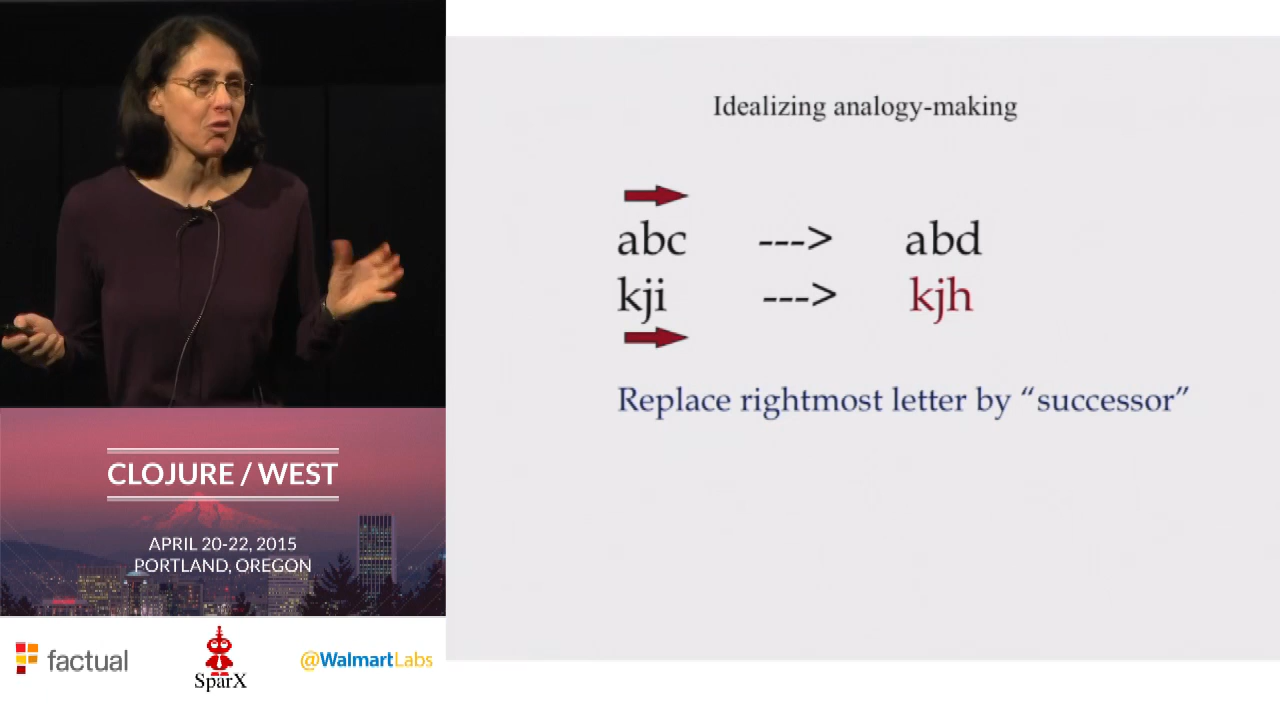 Idealizing analogy-making
abc ---> abd
kji ---> kjh
Replace rightmost letter by “successor”
CLOJURE / WEST
APRIL 20-22, 2015
PORTLAND, OREGON
factual
SparX
@WalmartLabs